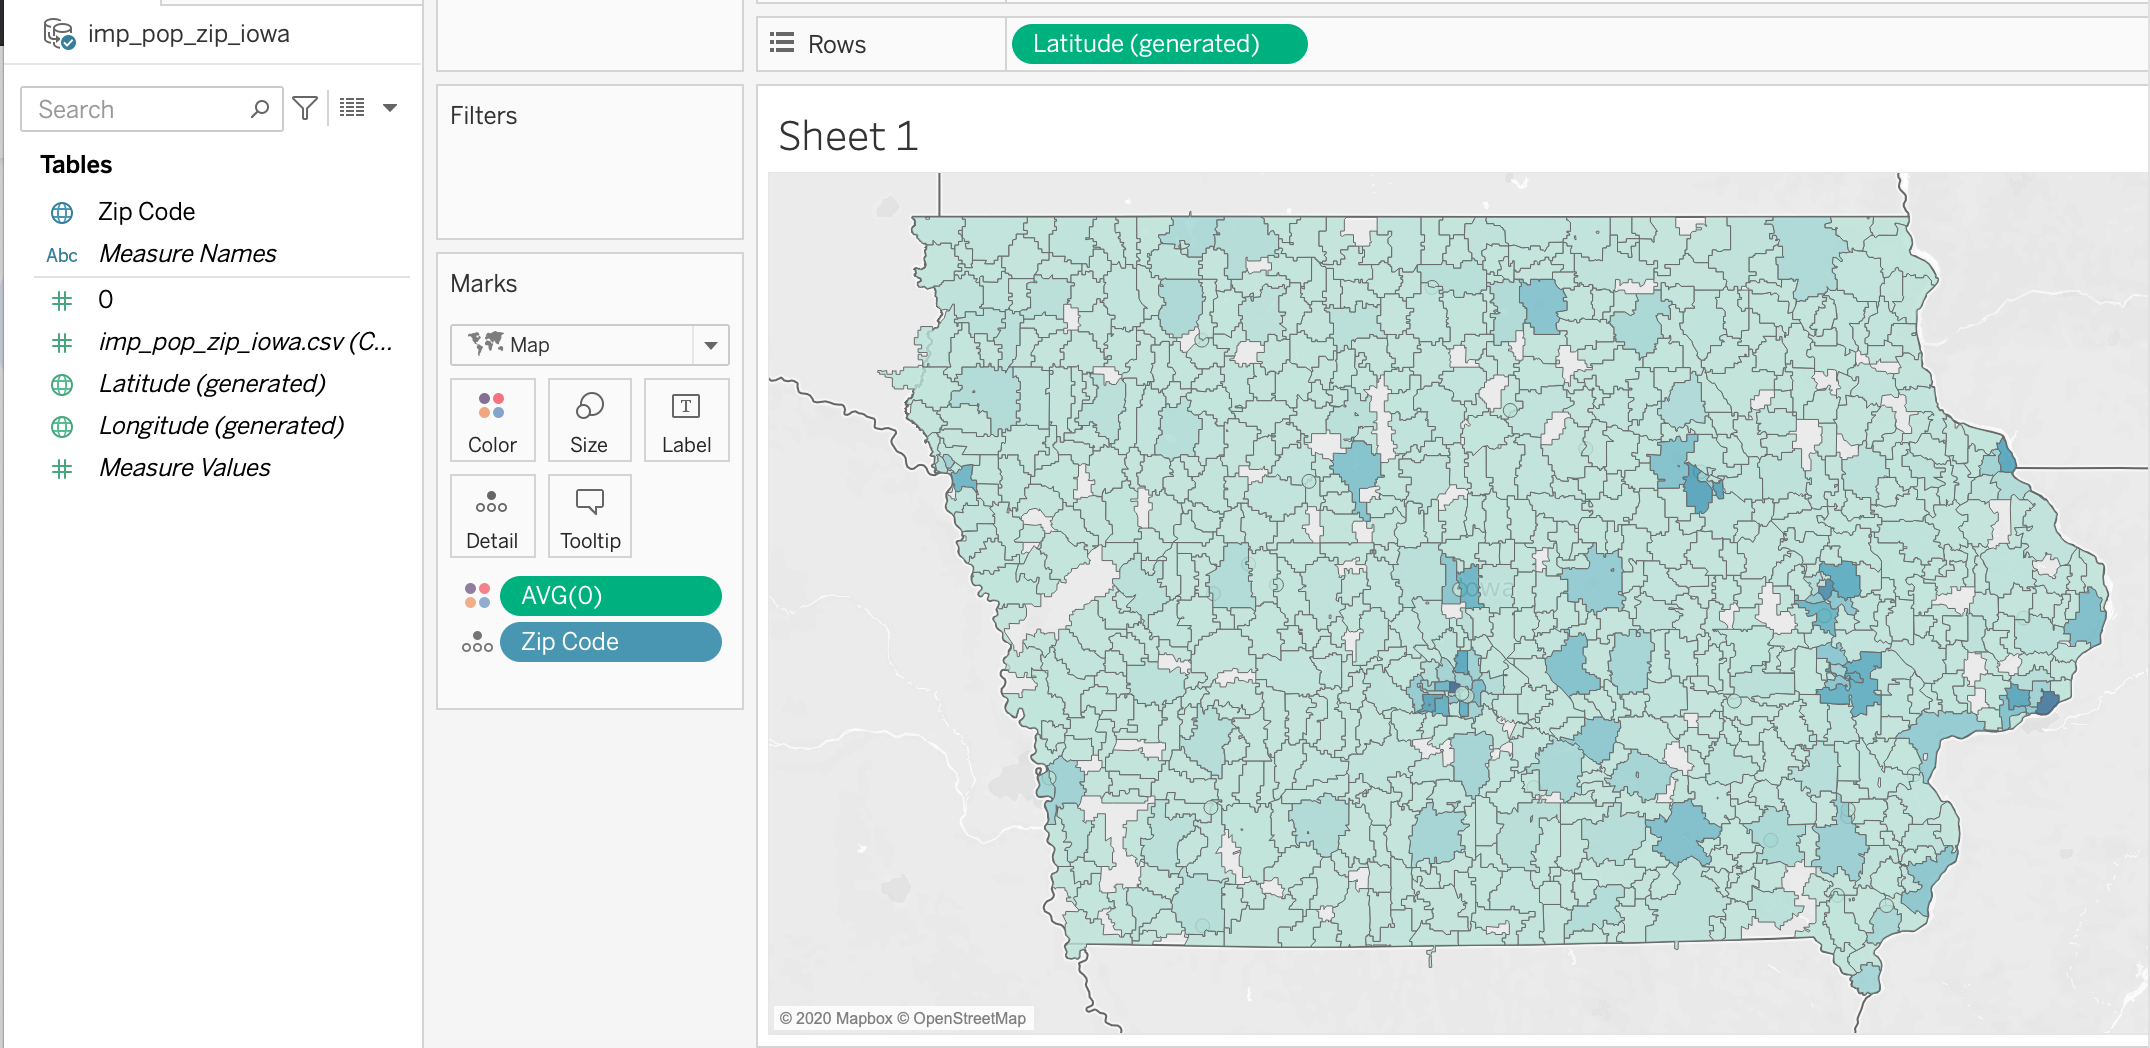 imp_pop_zip_iowa
Search
Tables
Zip Code
Abc Measure Names
0
imp_pop_zip_iowa.csv (C...
Latitude (generated)
Longitude (generated)
Measure Values
Filters
Marks
Map
Color
Size
T
Label
Detail
Tooltip
AVG(0)
Zip Code
Rows
Latitude (generated)
Sheet 1
Iowa
© 2020 Mapbox © OpenStreetMap